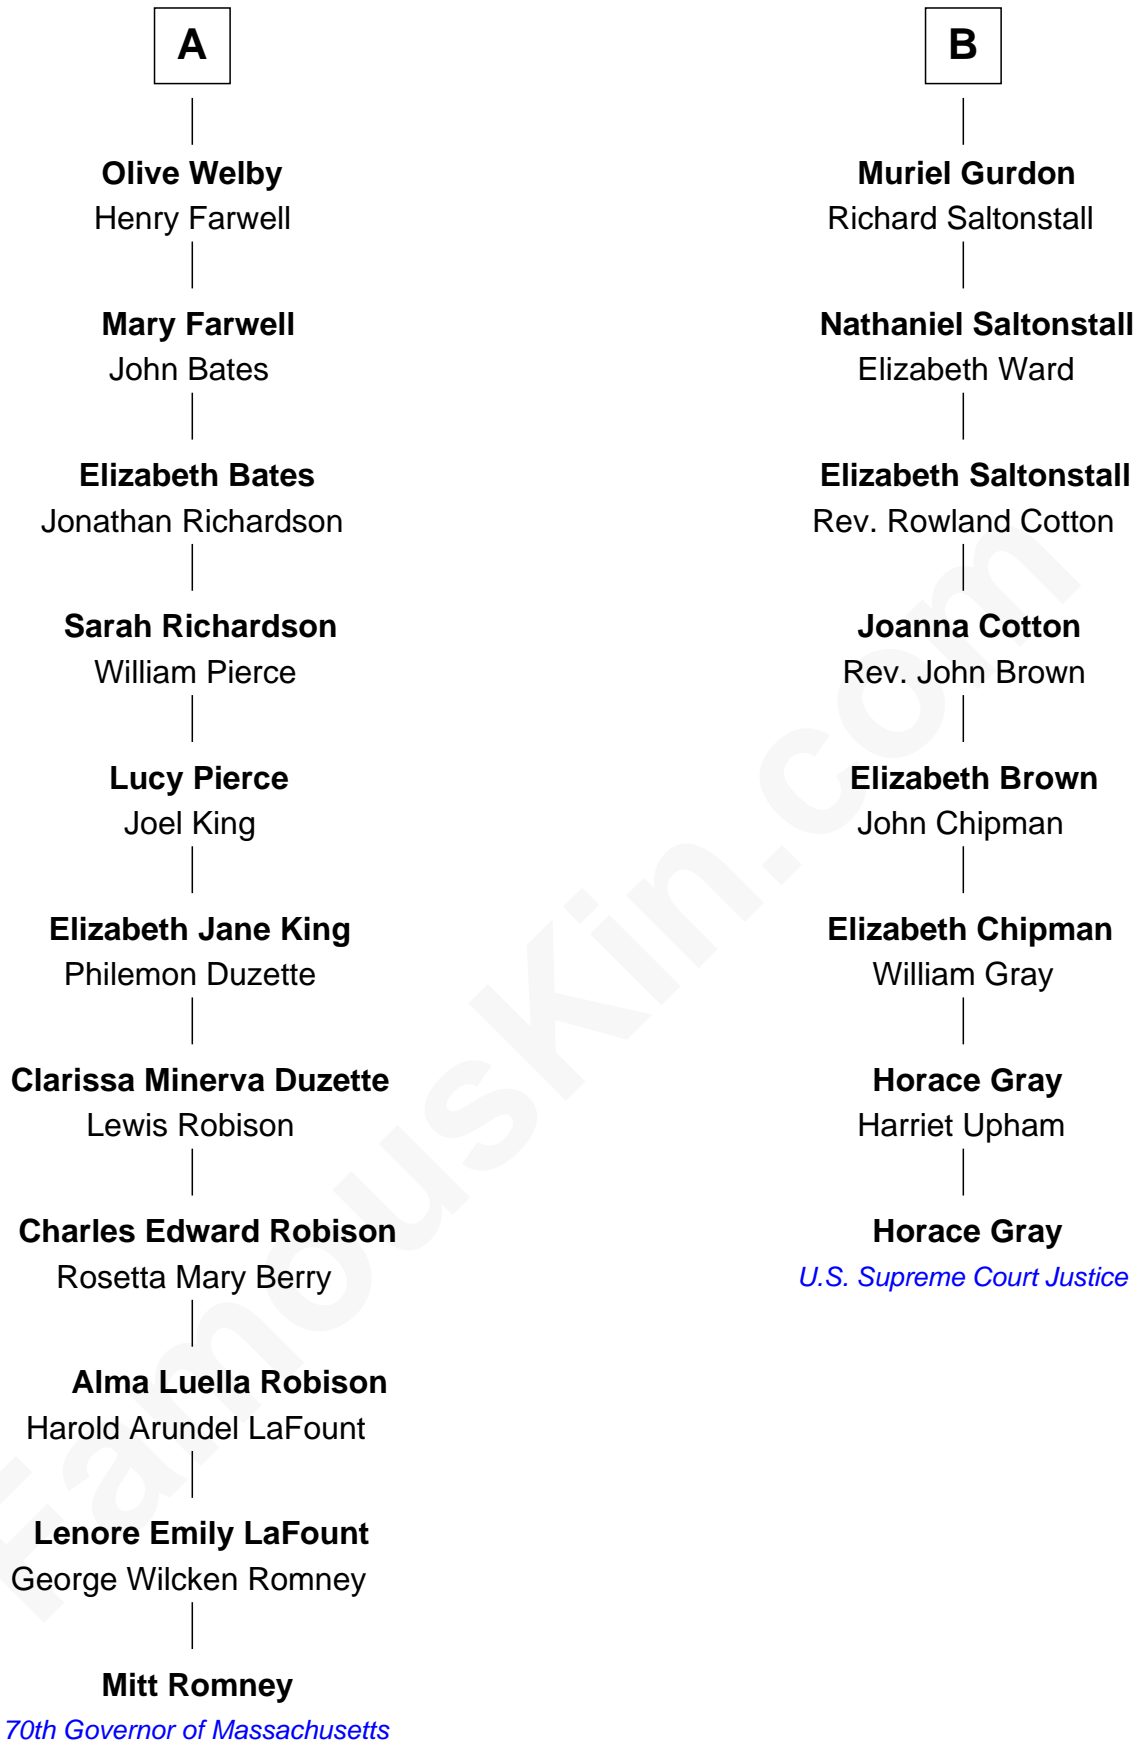 A
Olive Welby
Henry Farwell
Mary Farwell
John Bates
Elizabeth Bates
Jonathan Richardson
Sarah Richardson
William Pierce
Lucy Pierce
Joel King
Elizabeth Jane King
Philemon Duzette
Clarissa Minerva Duzette
Lewis Robison
Charles Edward Robison
Rosetta Mary Berry
Alma Luella Robison
Harold Arundel LaFount
Lenore Emily LaFount
George Wilcken Romney
Mitt Romney
70th Governor of Massachusetts
B
Muriel Gurdon
Richard Saltonstall
Nathaniel Saltonstall
Elizabeth Ward
Elizabeth Saltonstall
Rev. Rowland Cotton
Joanna Cotton
Rev. John Brown
Elizabeth Brown
John Chipman
Elizabeth Chipman
William Gray
Horace Gray
Harriet Upham
Horace Gray
U.S. Supreme Court Justice
FamousKin.com